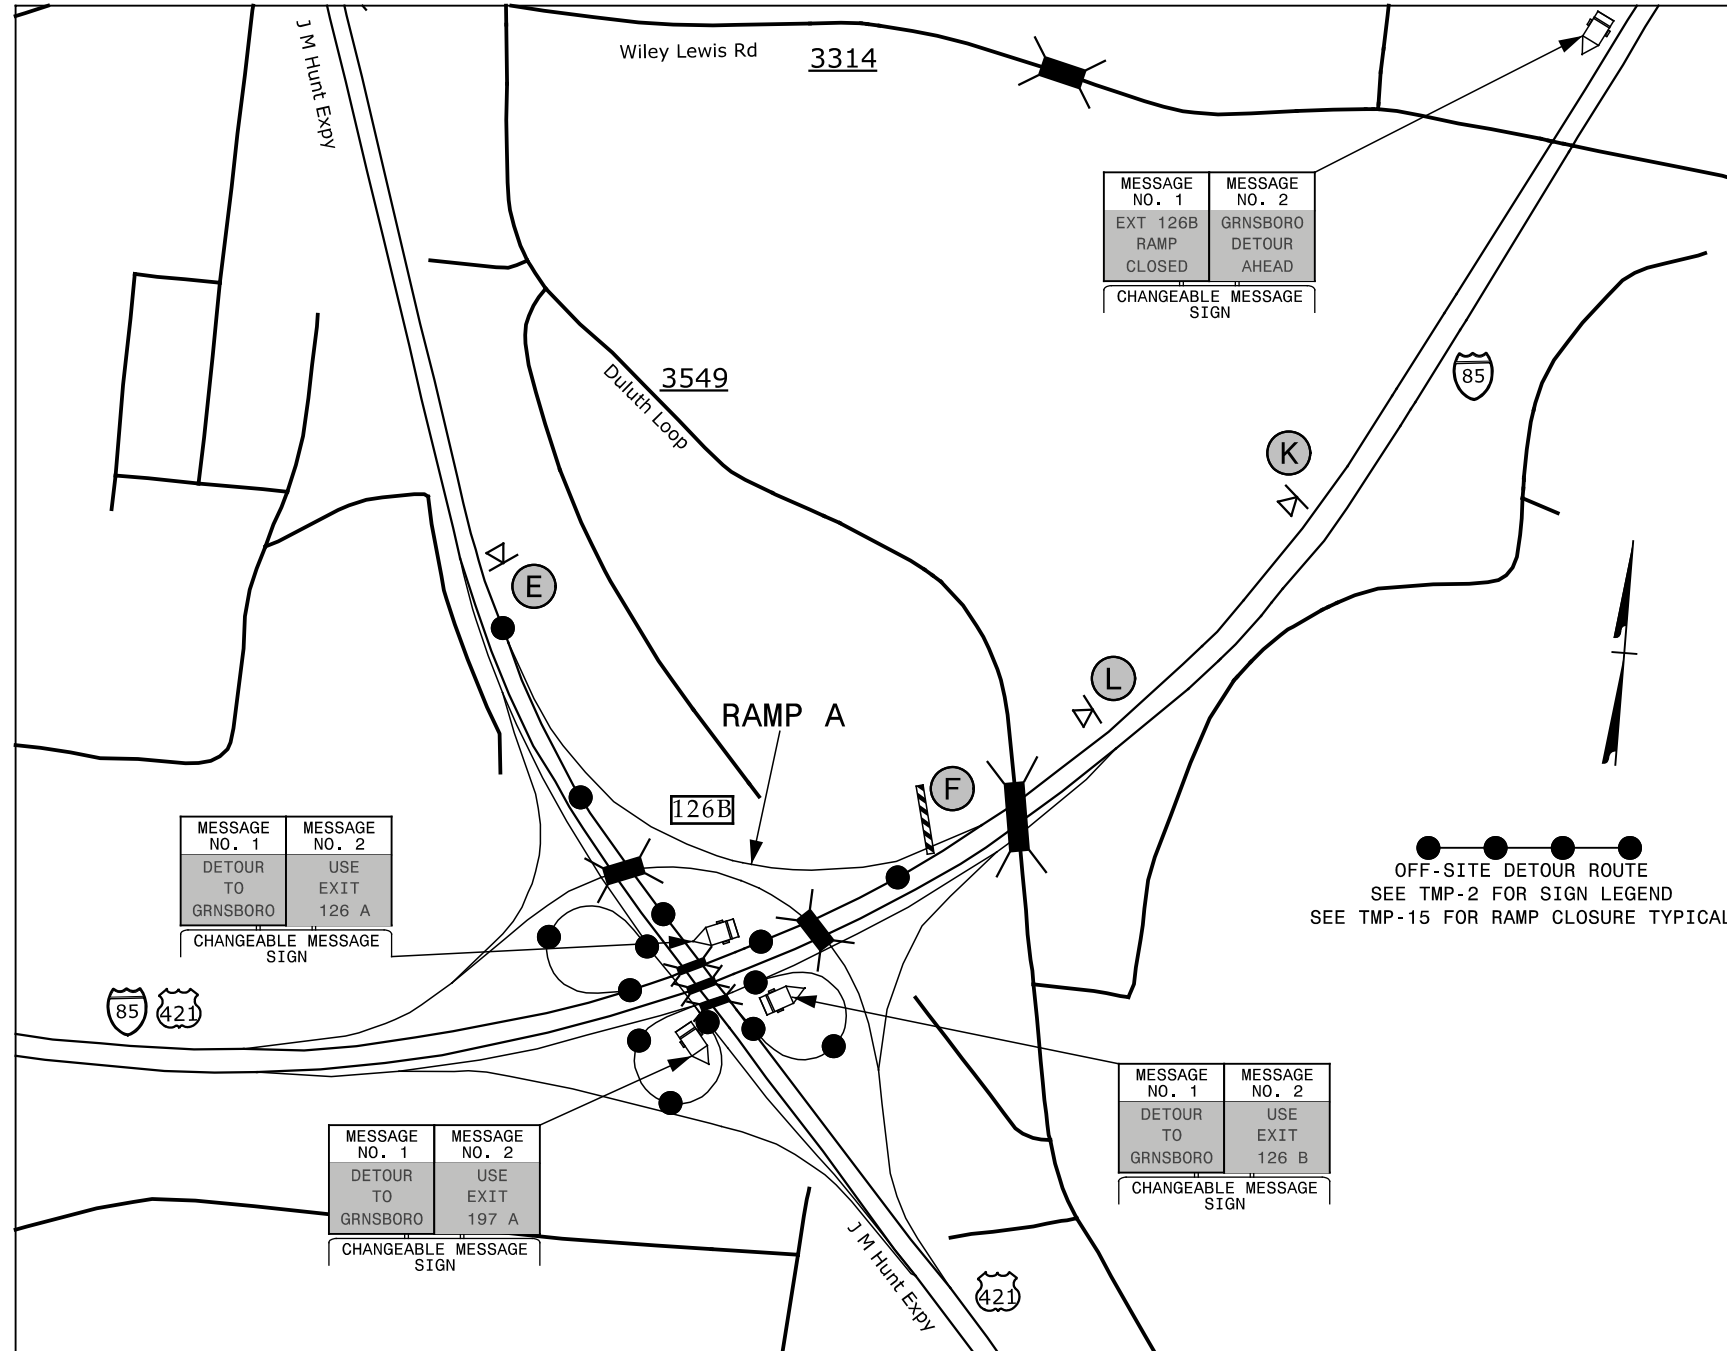 J M Hunt Expy
Wiley Lewis Rd
3314
MESSAGE NO. 1
MESSAGE NO. 2
EXT 126B
RAMP
CLOSED
GRNSBORO
DETOUR
AHEAD
CHANGEABLE MESSAGE
SIGN
3549
Duluth Loop
85
K
E
L
RAMP A
F
126B
MESSAGE NO. 1
MESSAGE NO. 2
DETOUR
TO
GRNSBORO
USE
EXIT
126 A
CHANGEABLE MESSAGE
SIGN
OFF-SITE DETOUR ROUTE
SEE TMP-2 FOR SIGN LEGEND
SEE TMP-15 FOR RAMP CLOSURE TYPICAL
85
421
MESSAGE NO. 1
MESSAGE NO. 2
DETOUR
TO
GRNSBORO
USE
EXIT
126 B
CHANGEABLE MESSAGE
SIGN
MESSAGE NO. 1
MESSAGE NO. 2
DETOUR
TO
GRNSBORO
USE
EXIT
197 A
CHANGEABLE MESSAGE
SIGN
J M Hunt Expy
421